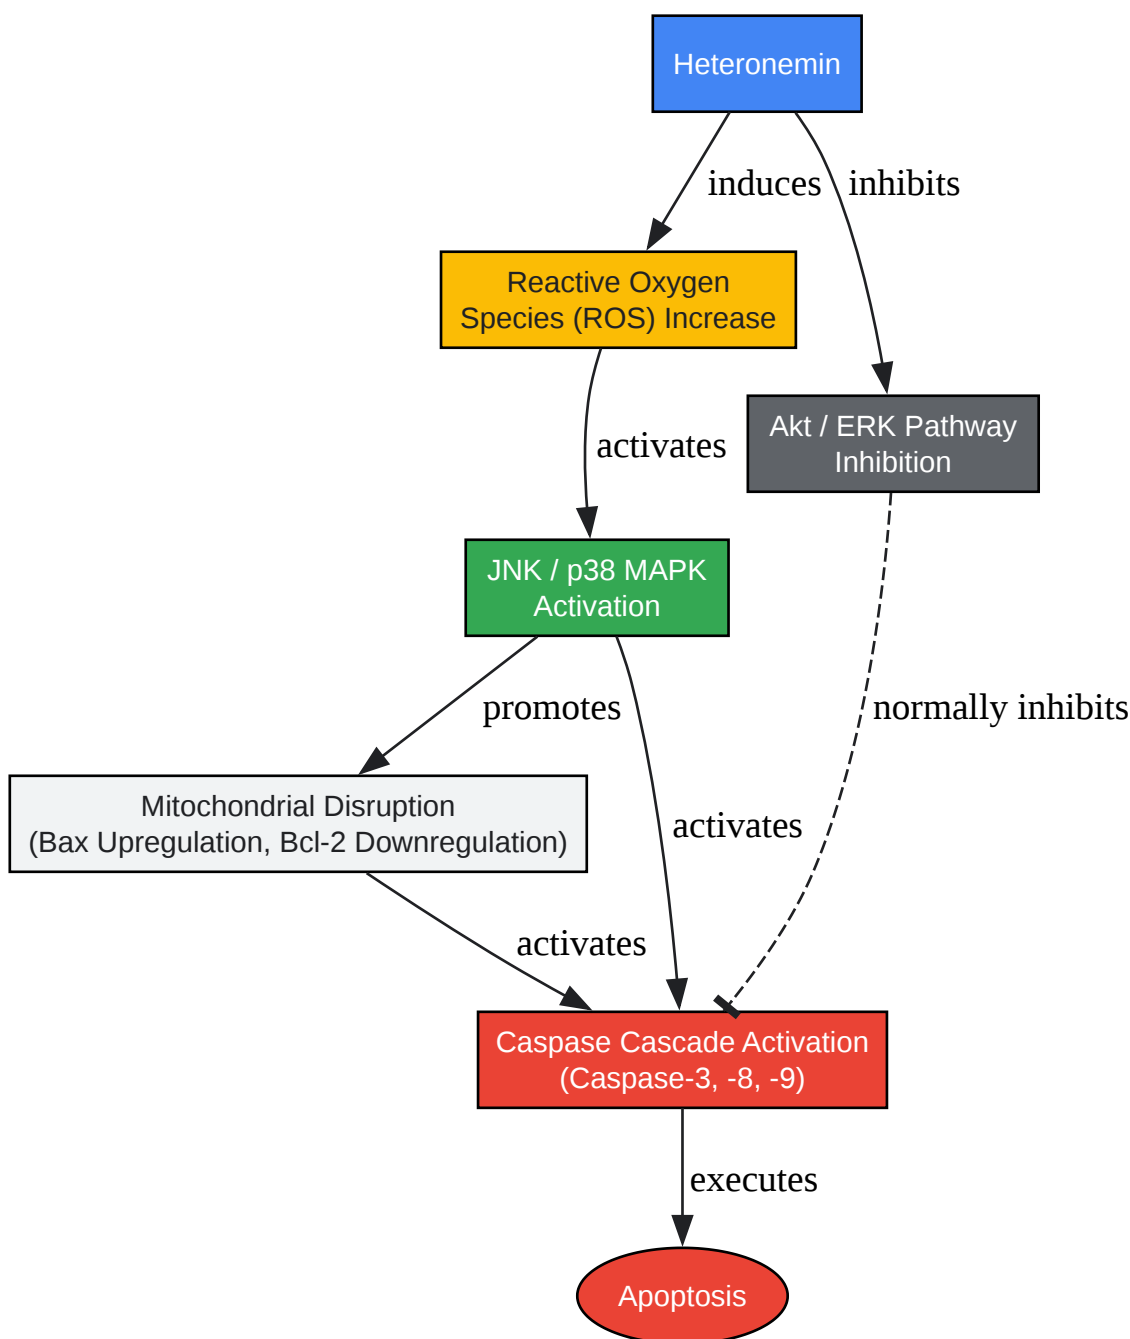 Heteronemin
induces
inhibits
Reactive Oxygen
Species (ROS) Increase
Akt / ERK Pathway
Inhibition
activates
JNK / p38 MAPK
Activation
promotes
normally inhibits
Mitochondrial Disruption
(Bax Upregulation, Bcl-2 Downregulation)
activates
activates
Caspase Cascade Activation
(Caspase-3, -8, -9)
executes
Apoptosis